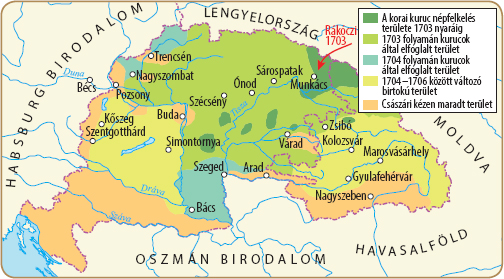 LENGYELORSZÁG
HABSBURG BIRODALOM
MOLDVA
HAVASALFÖLD
OSZMÁN BIRODALOM
Rákóczi
1703
A korai kuruc népfelkelés
területe 1703 nyaráig
1703 folyamán kurucok
által elfoglalt terület
1704 folyamán kurucok
által elfoglalt terület
1704–1706 között változó
birtokú terület
Császári kézen maradt terület
Trencsén
Duna
Bécs
Nagyszombat
Pozsony
Sárospatak
Munkács
Ónod
Szécsény
Tisza
Kőszeg
Szentgotthárd
Buda
Zsibó
Várad
Kolozsvár
Simontornya
Marosvásárhely
Szeged
Arad
Gyulafehérvár
Dráva
Nagyszeben
Bács
Száva